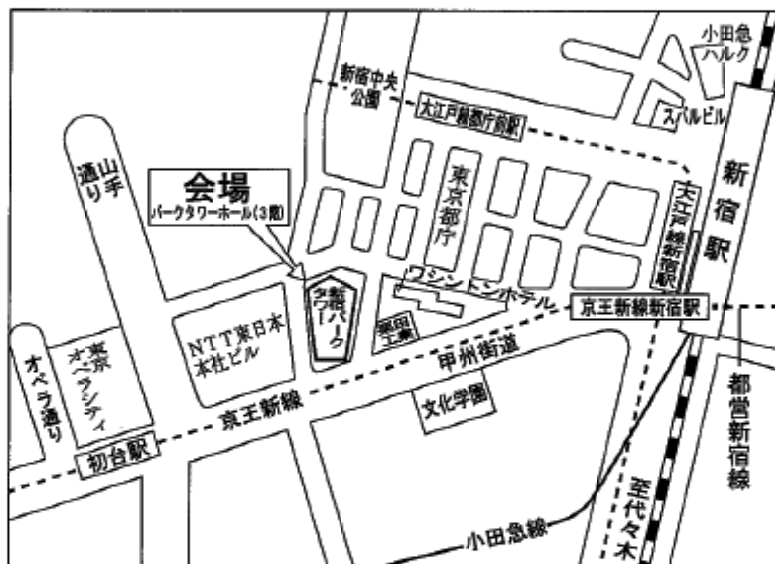 小田急
ハルク
新宿中央
公園
大江戸線都庁前駅
スバルビル
新宿駅
山手
通り
会場
パークタワーホール(3階)
東京都庁
大江戸線新宿駅
ワシントンホテル
京王新線新宿駅
新宿パーク
タワー
NTT東日本
本社ビル
工業
甲州街道
東京
オペラシティ
オペラ通り
文化学園
京王新線
都営新宿線
初台駅
至代々木
小田急線